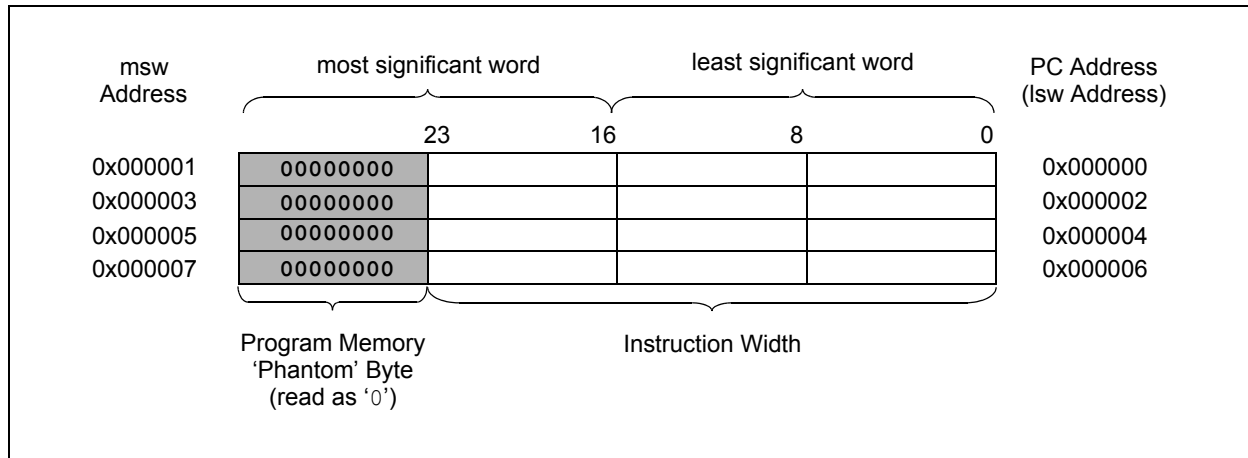 msw
Address
most significant word
least significant word
PC Address
(lsw Address)
23 16 8 0
0x000001 00000000 0x000000
0x000003 00000000 0x000002
0x000005 00000000 0x000004
0x000007 00000000 0x000006
Program Memory
‘Phantom’ Byte
(read as ‘0’)
Instruction Width